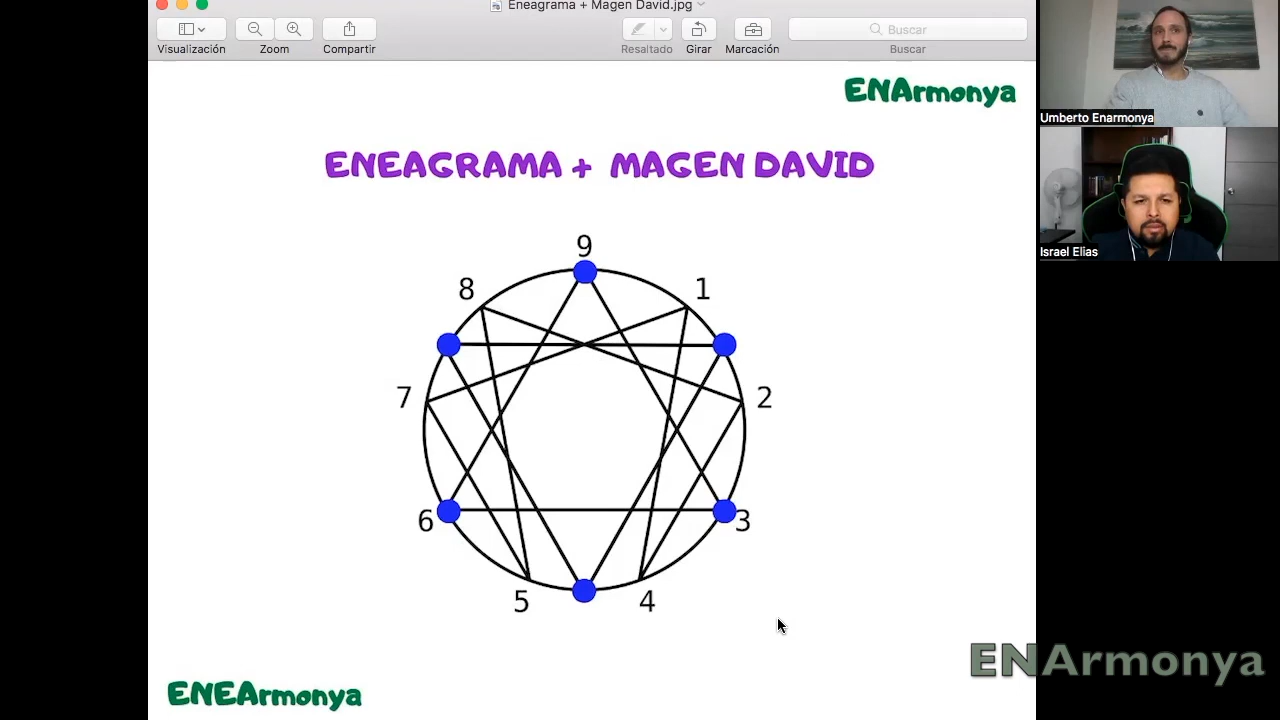 Eneagrama + Magen David.jpg
Visualización
Zoom
Compartir
Resaltado
Girar
Marcación
Buscar
Buscar
Umberto Enarmonya
Israel Elias
ENArmonya
ENEAGRAMA + MAGEN DAVID
9
8
1
7
2
6
3
5
4
ENArmonya
ENEArmonya